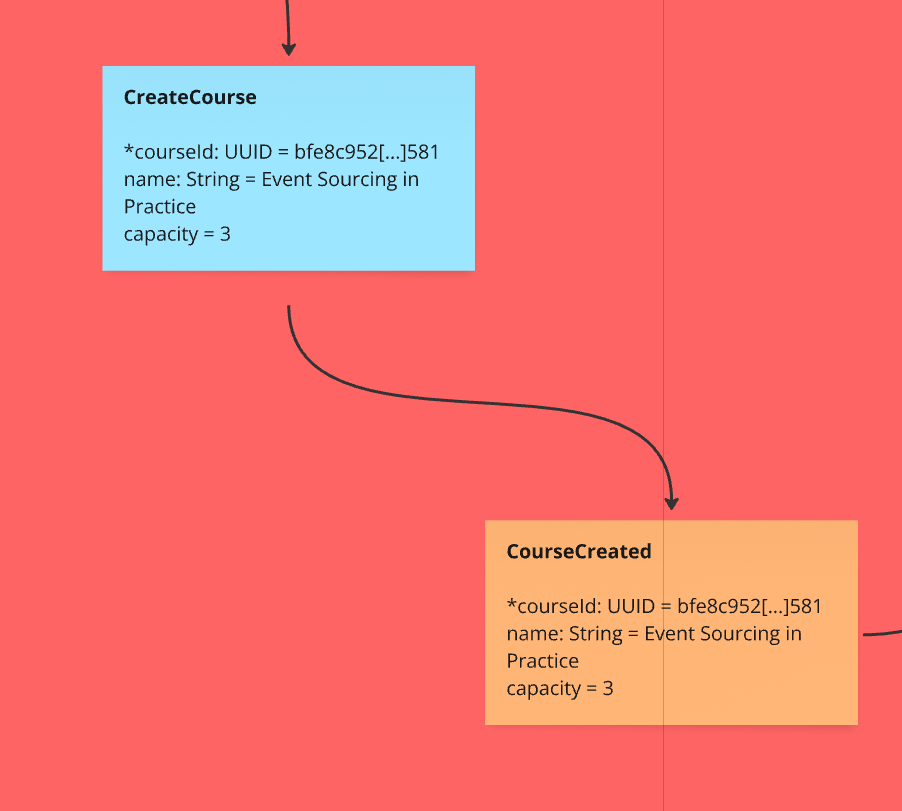 CreateCourse
*courseId: UUID = bfe8c952[...]581
name: String = Event Sourcing in
Practice
capacity = 3
CourseCreated
*courseId: UUID = bfe8c952[...]581
name: String = Event Sourcing in
Practice
capacity = 3